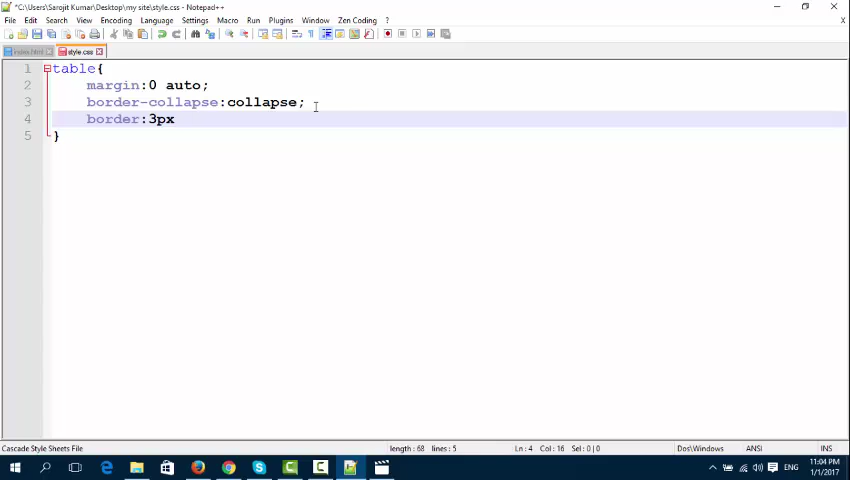 *C:\Users\Sarojit Kumar\Desktop\my site\style.css - Notepad++
File Edit Search View Encoding Language Settings Macro Run Plugins Window Zen Coding ? X
index.html style.css
1 table{
2 margin:0 auto;
3 border-collapse:collapse;
4 border:3px
5 }
Cascade Style Sheets File length : 68 lines : 5 Ln : 4 Col : 16 Sel : 0 | 0 Dos\Windows ANSI INS
ENG 11:04 PM
1/1/2017